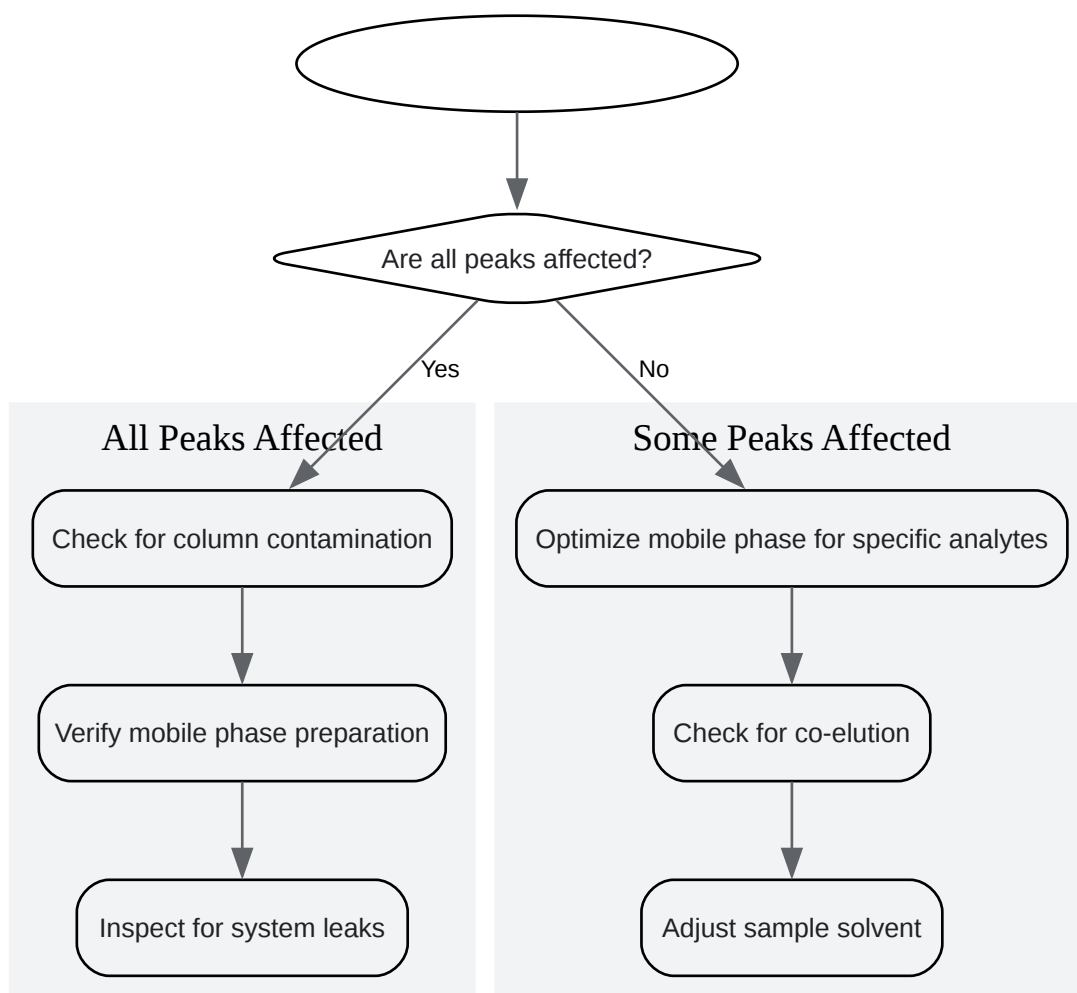 Are all peaks affected?
Yes
No
All Peaks Affected
Some Peaks Affected
Check for column contamination
Optimize mobile phase for specific analytes
Verify mobile phase preparation
Check for co-elution
Inspect for system leaks
Adjust sample solvent